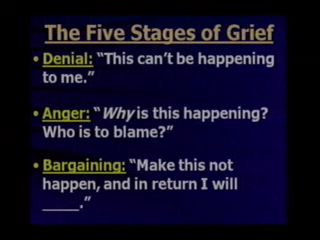 The Five Stages of Grief
• Denial: “This can’t be happening
to me.”
• Anger: “Why is this happening?
Who is to blame?”
• Bargaining: “Make this not
happen, and in return I will
____.”